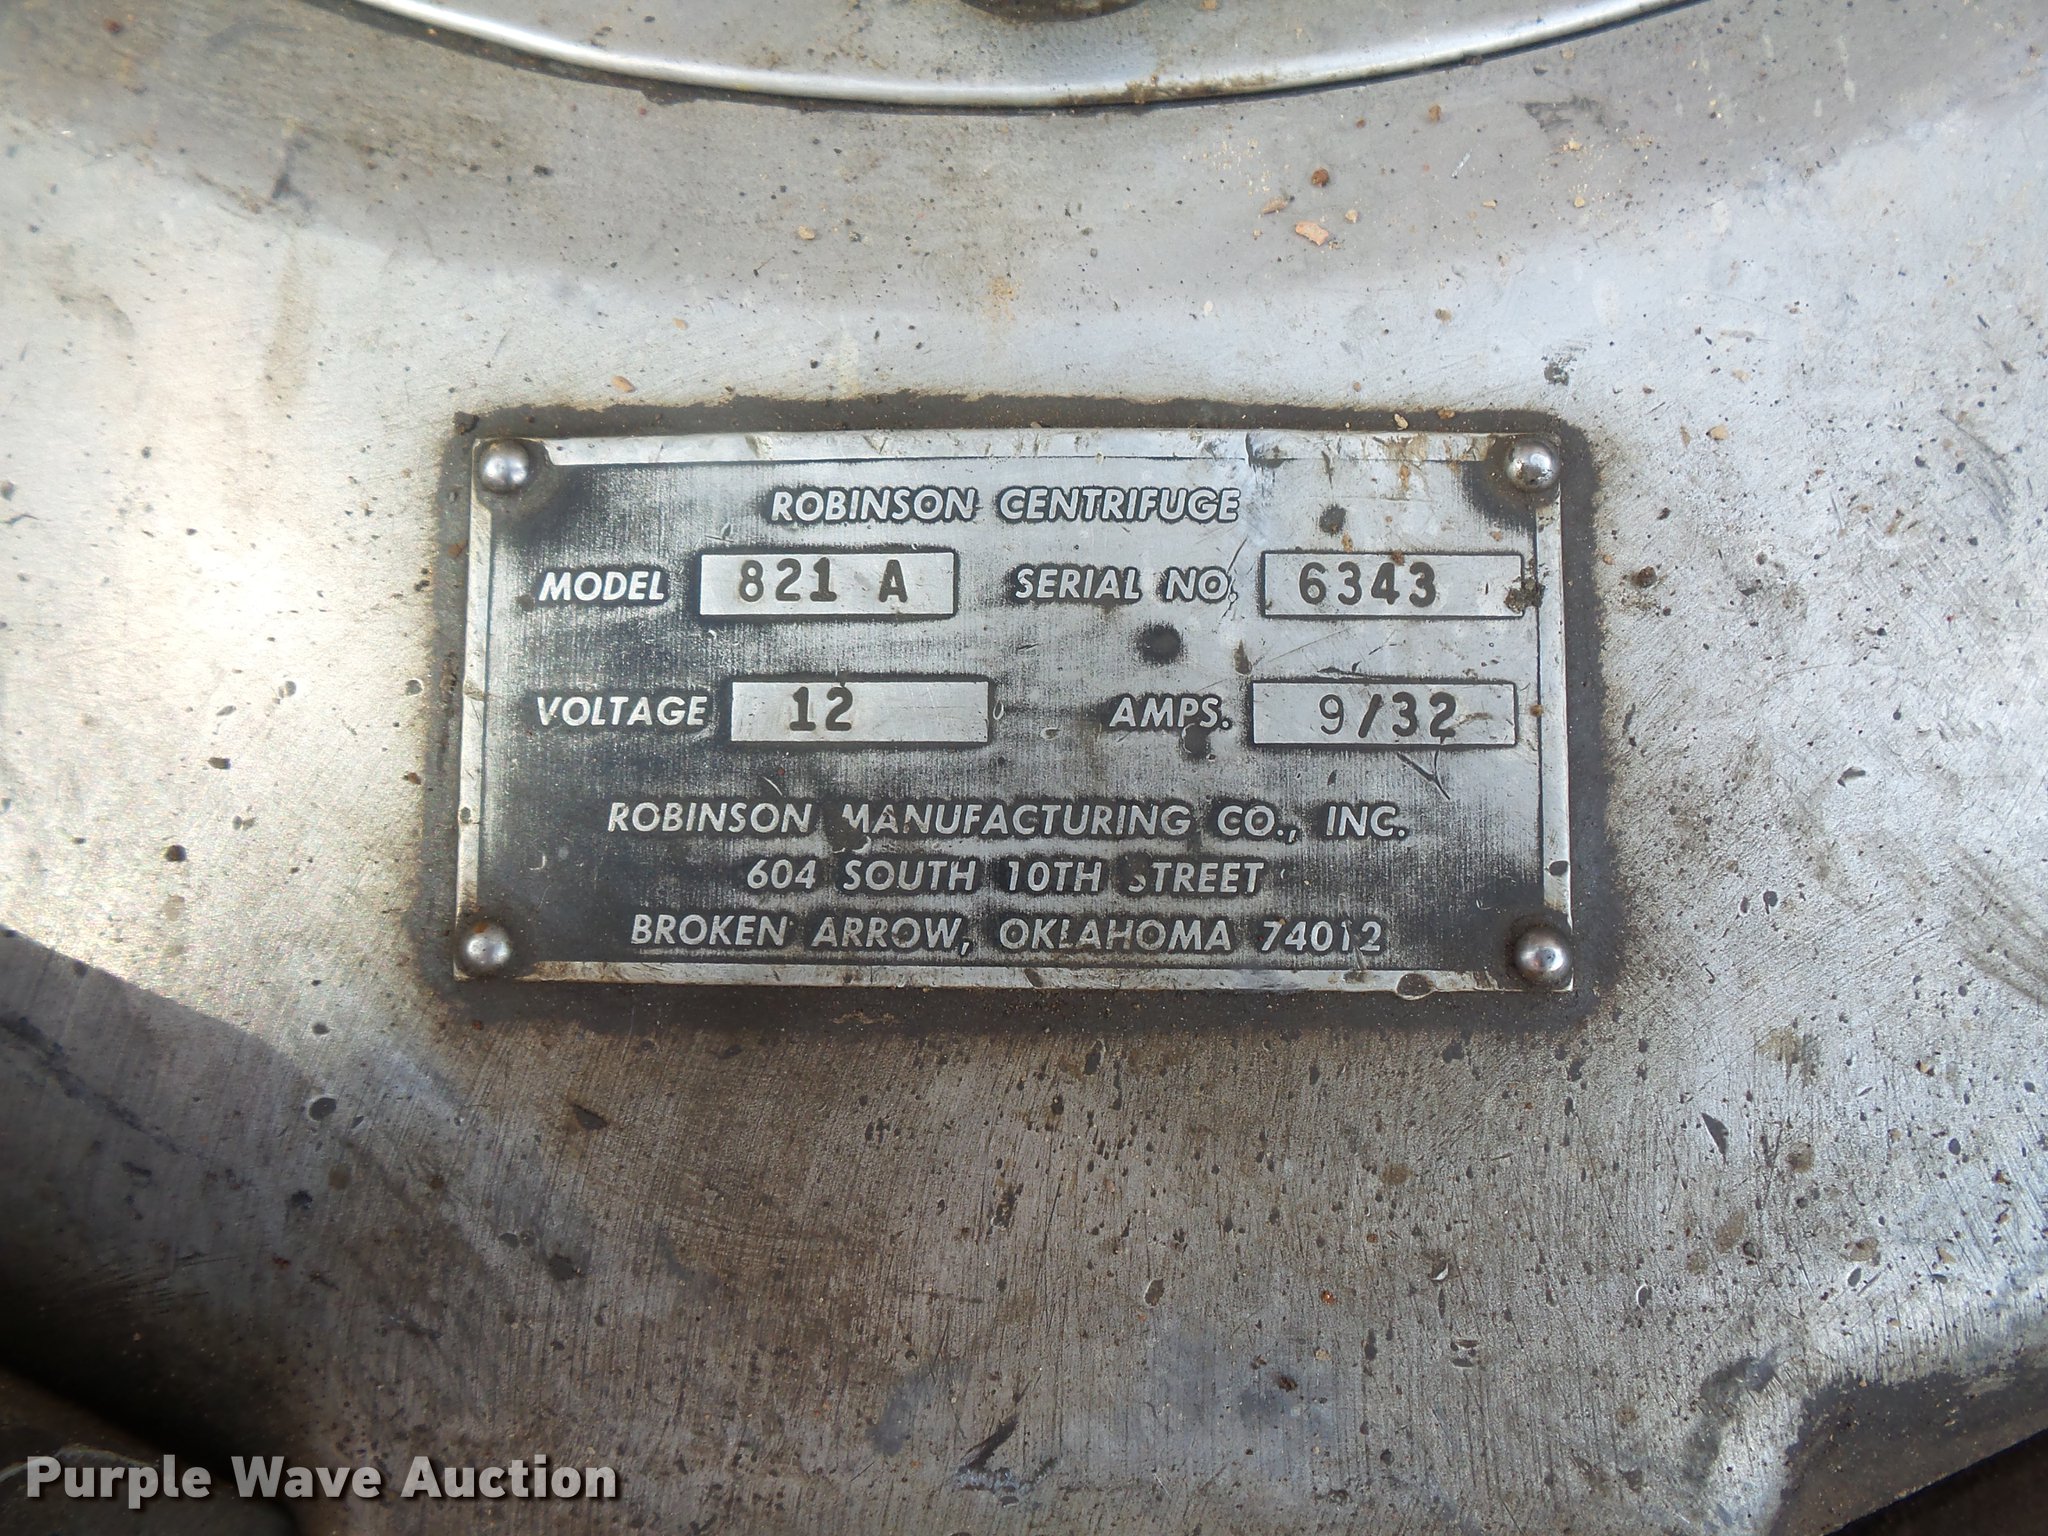 ROBINSON CENTRIFUGE
MODEL 821 A SERIAL NO. 6343
VOLTAGE 12 AMPS. 9/32
ROBINSON MANUFACTURING CO., INC.
604 SOUTH 10TH STREET
BROKEN ARROW, OKLAHOMA 74012
Purple Wave Auction